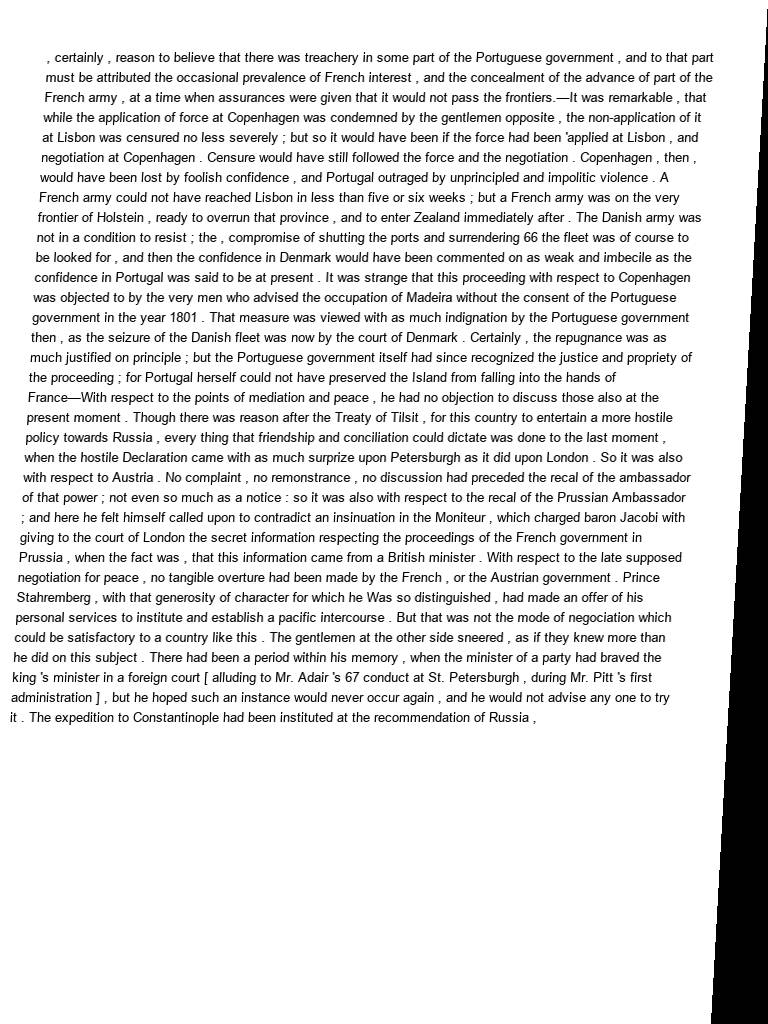 , certainly , reason to believe that there was treachery in some part of the Portuguese government , and to that part
must be attributed the occasional prevalence of French interest , and the concealment of the advance of part of the
French army , at a time when assurances were given that it would not pass the frontiers.—It was remarkable , that
while the application of force at Copenhagen was condemned by the gentlemen opposite , the non-application of it
at Lisbon was censured no less severely ; but so it would have been if the force had been 'applied at Lisbon , and
negotiation at Copenhagen . Censure would have still followed the force and the negotiation . Copenhagen , then ,
would have been lost by foolish confidence , and Portugal outraged by unprincipled and impolitic violence . A
French army could not have reached Lisbon in less than five or six weeks ; but a French army was on the very
frontier of Holstein , ready to overrun that province , and to enter Zealand immediately after . The Danish army was
not in a condition to resist ; the , compromise of shutting the ports and surrendering 66 the fleet was of course to
be looked for , and then the confidence in Denmark would have been commented on as weak and imbecile as the
confidence in Portugal was said to be at present . It was strange that this proceeding with respect to Copenhagen
was objected to by the very men who advised the occupation of Madeira without the consent of the Portuguese
government in the year 1801 . That measure was viewed with as much indignation by the Portuguese government
then , as the seizure of the Danish fleet was now by the court of Denmark . Certainly , the repugnance was as
much justified on principle ; but the Portuguese government itself had since recognized the justice and propriety of
the proceeding ; for Portugal herself could not have preserved the Island from falling into the hands of
France—With respect to the points of mediation and peace , he had no objection to discuss those also at the
present moment . Though there was reason after the Treaty of Tilsit , for this country to entertain a more hostile
policy towards Russia , every thing that friendship and conciliation could dictate was done to the last moment ,
when the hostile Declaration came with as much surprize upon Petersburgh as it did upon London . So it was also
with respect to Austria . No complaint , no remonstrance , no discussion had preceded the recal of the ambassador
of that power ; not even so much as a notice : so it was also with respect to the recal of the Prussian Ambassador
; and here he felt himself called upon to contradict an insinuation in the Moniteur , which charged baron Jacobi with
giving to the court of London the secret information respecting the proceedings of the French government in
Prussia , when the fact was , that this information came from a British minister . With respect to the late supposed
negotiation for peace , no tangible overture had been made by the French , or the Austrian government . Prince
Stahremberg , with that generosity of character for which he Was so distinguished , had made an offer of his
personal services to institute and establish a pacific intercourse . But that was not the mode of negociation which
could be satisfactory to a country like this . The gentlemen at the other side sneered , as if they knew more than
he did on this subject . There had been a period within his memory , when the minister of a party had braved the
king 's minister in a foreign court [ alluding to Mr. Adair 's 67 conduct at St. Petersburgh , during Mr. Pitt 's first
administration ] , but he hoped such an instance would never occur again , and he would not advise any one to try
it . The expedition to Constantinople had been instituted at the recommendation of Russia ,